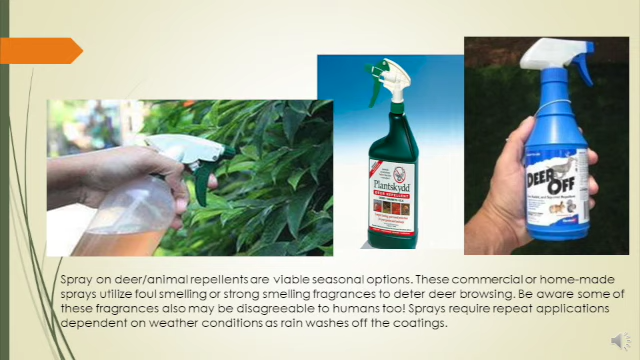 Plantskydd
DEER REPELLENT
DEER OFF
Spray on deer/animal repellents are viable seasonal options. These commercial or home-made
sprays utilize foul smelling or strong smelling fragrances to deter deer browsing. Be aware some of
these fragrances also may be disagreeable to humans too! Sprays require repeat applications
dependent on weather conditions as rain washes off the coatings.